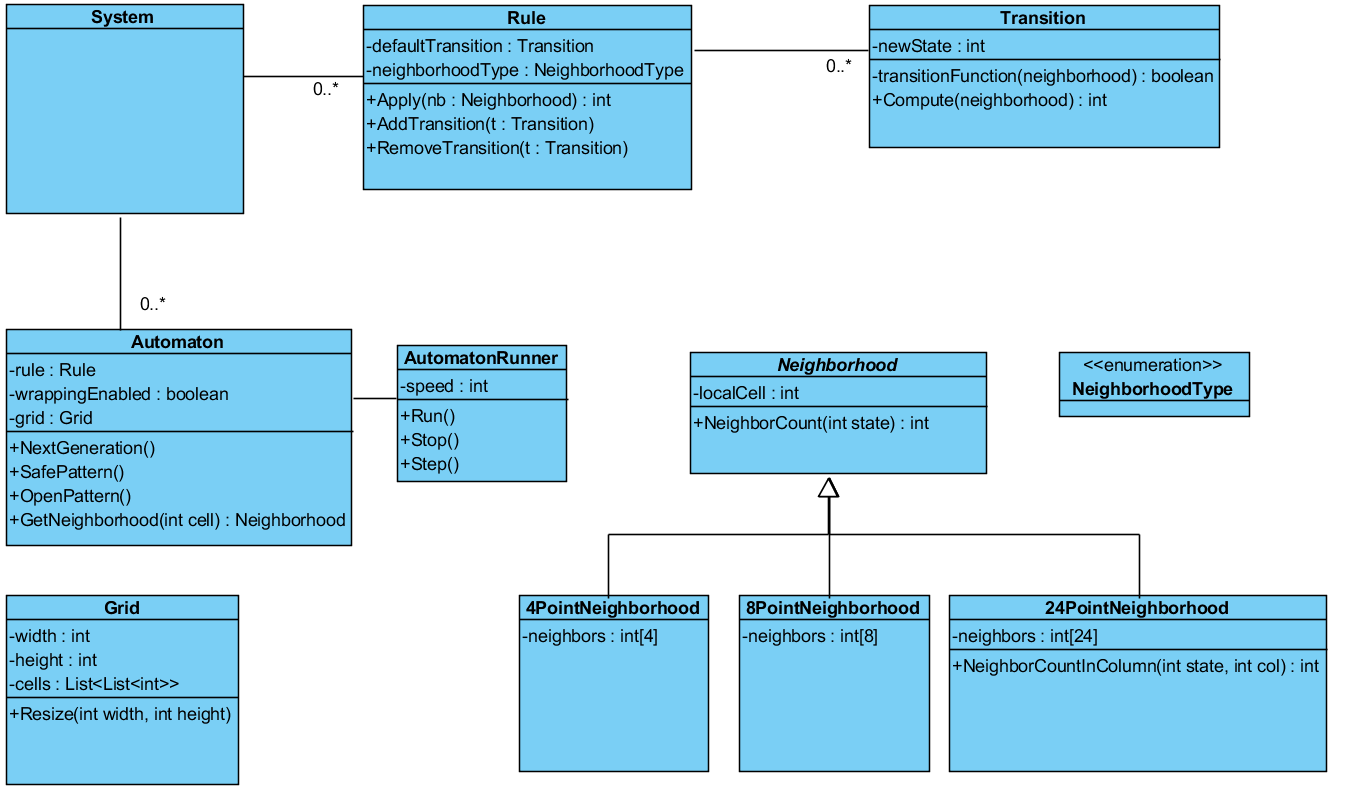 System
Rule
-defaultTransition : Transition
-neighborhoodType : NeighborhoodType
+Apply(nb : Neighborhood) : int
+AddTransition(t : Transition)
+RemoveTransition(t : Transition)
Transition
-newState : int
-transitionFunction(neighborhood) : boolean
+Compute(neighborhood) : int
0..*
0..*
0..*
Automaton
-rule : Rule
-wrappingEnabled : boolean
-grid : Grid
+NextGeneration()
+SafePattern()
+OpenPattern()
+GetNeighborhood(int cell) : Neighborhood
AutomatonRunner
-speed : int
+Run()
+Stop()
+Step()
Neighborhood
-localCell : int
+NeighborCount(int state) : int
<<enumeration>>
NeighborhoodType
Grid
-width : int
-height : int
-cells : List<List<int>>
+Resize(int width, int height)
4PointNeighborhood
-neighbors : int[4]
8PointNeighborhood
-neighbors : int[8]
24PointNeighborhood
-neighbors : int[24]
+NeighborCountInColumn(int state, int col) : int